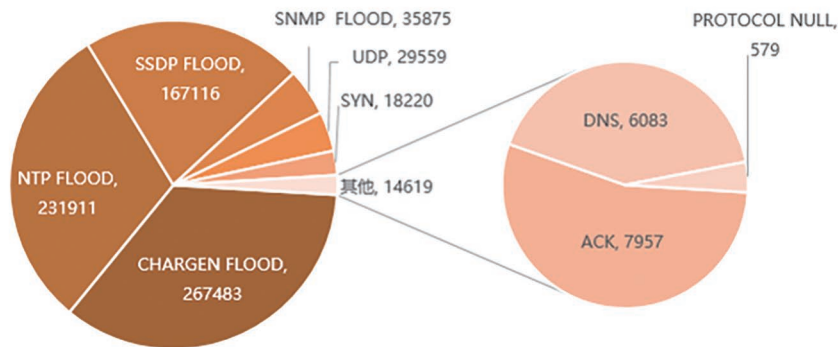 SNMP FLOOD, 35875
PROTOCOL NULL,
579
SSDP FLOOD,
167116
UDP, 29559
SYN, 18220
DNS, 6083
NTP FLOOD,
231911
其他, 14619
ACK, 7957
CHARGEN FLOOD,
267483